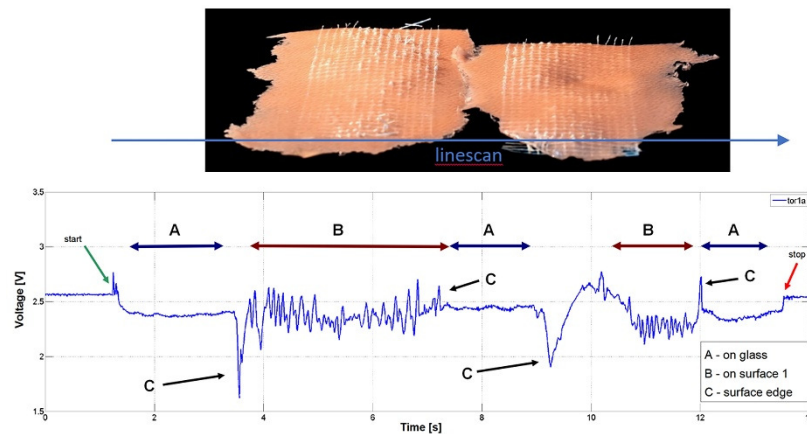 linescan
3.5
3
2.5
2
1.5
Voltage [V]
start
A
B
A
B
A
stop
tor1a
C
C
C
C
A - on glass
B - on surface 1
C - surface edge
0
2
4
6
8
10
12
Time [s]